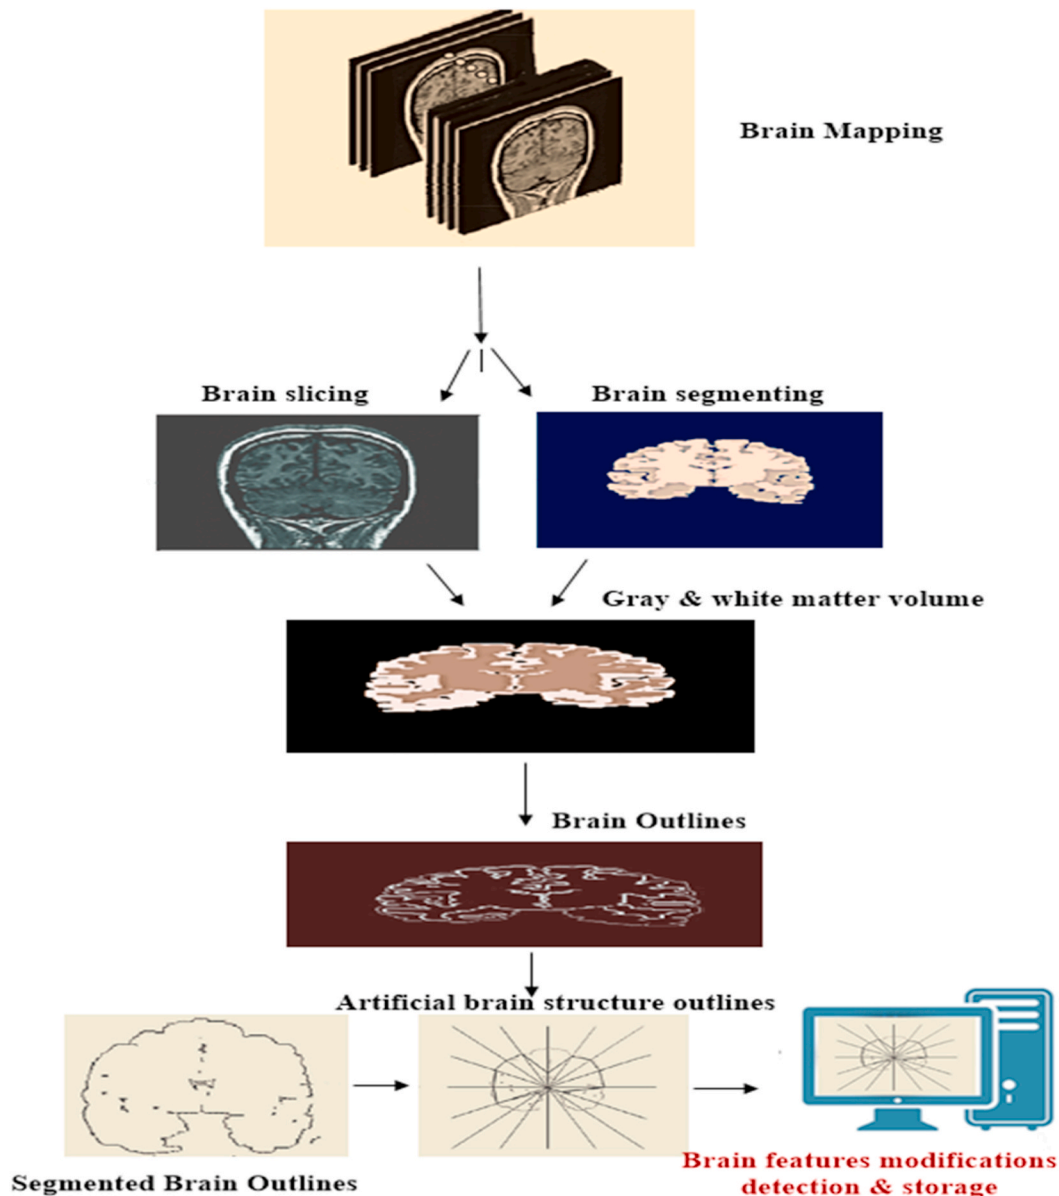 Brain Mapping
Brain slicing
Brain segmenting
Gray & white matter volume
Brain Outlines
Artificial brain structure outlines
Segmented Brain Outlines
Brain features modifications
detection & storage